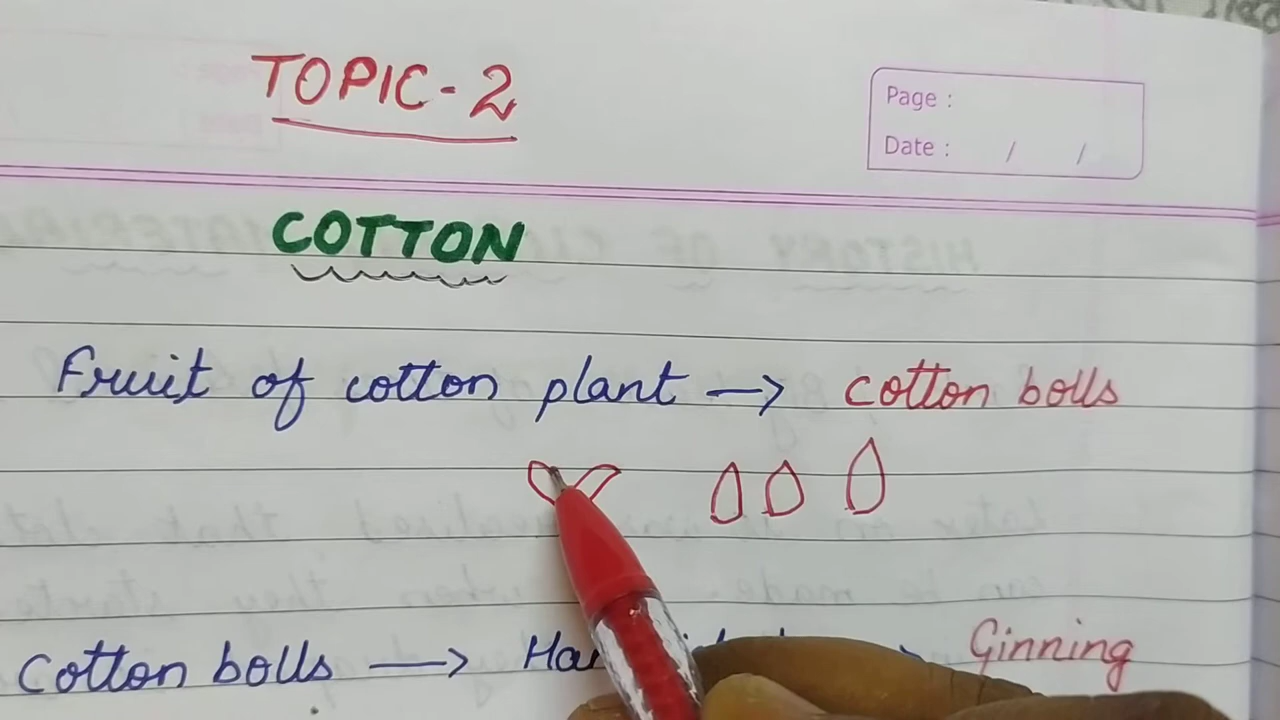 TOPIC-2
Page :
Date : / /
COTTON
Fruit of cotton plant → cotton bolls
Cotton bolls → Ginning